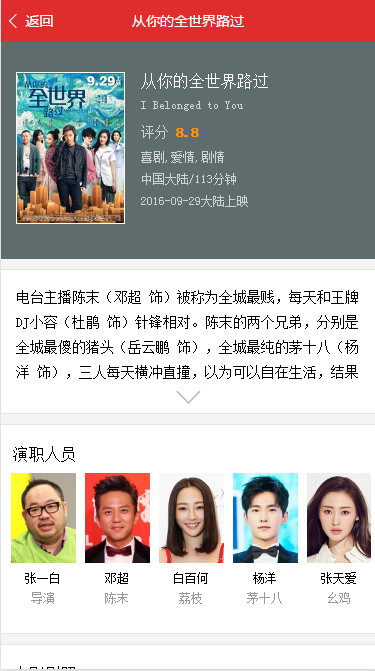 返回
从你的全世界路过
9.29
从你的
全世界
路过
从你的全世界路过
I Belonged to You
评分 8.8
喜剧,爱情,剧情
中国大陆/113分钟
2016-09-29大陆上映
电台主播陈末（邓超 饰）被称为全城最贱，每天和王牌
DJ小容（杜鹃 饰）针锋相对。陈末的两个兄弟，分别是
全城最傻的猪头（岳云鹏 饰），全城最纯的茅十八（杨
洋 饰），三人每天横冲直撞，以为可以自在生活，结果
演职人员
张一白
邓超
白百何
杨洋
张天爱
导演
陈末
荔枝
茅十八
幺鸡